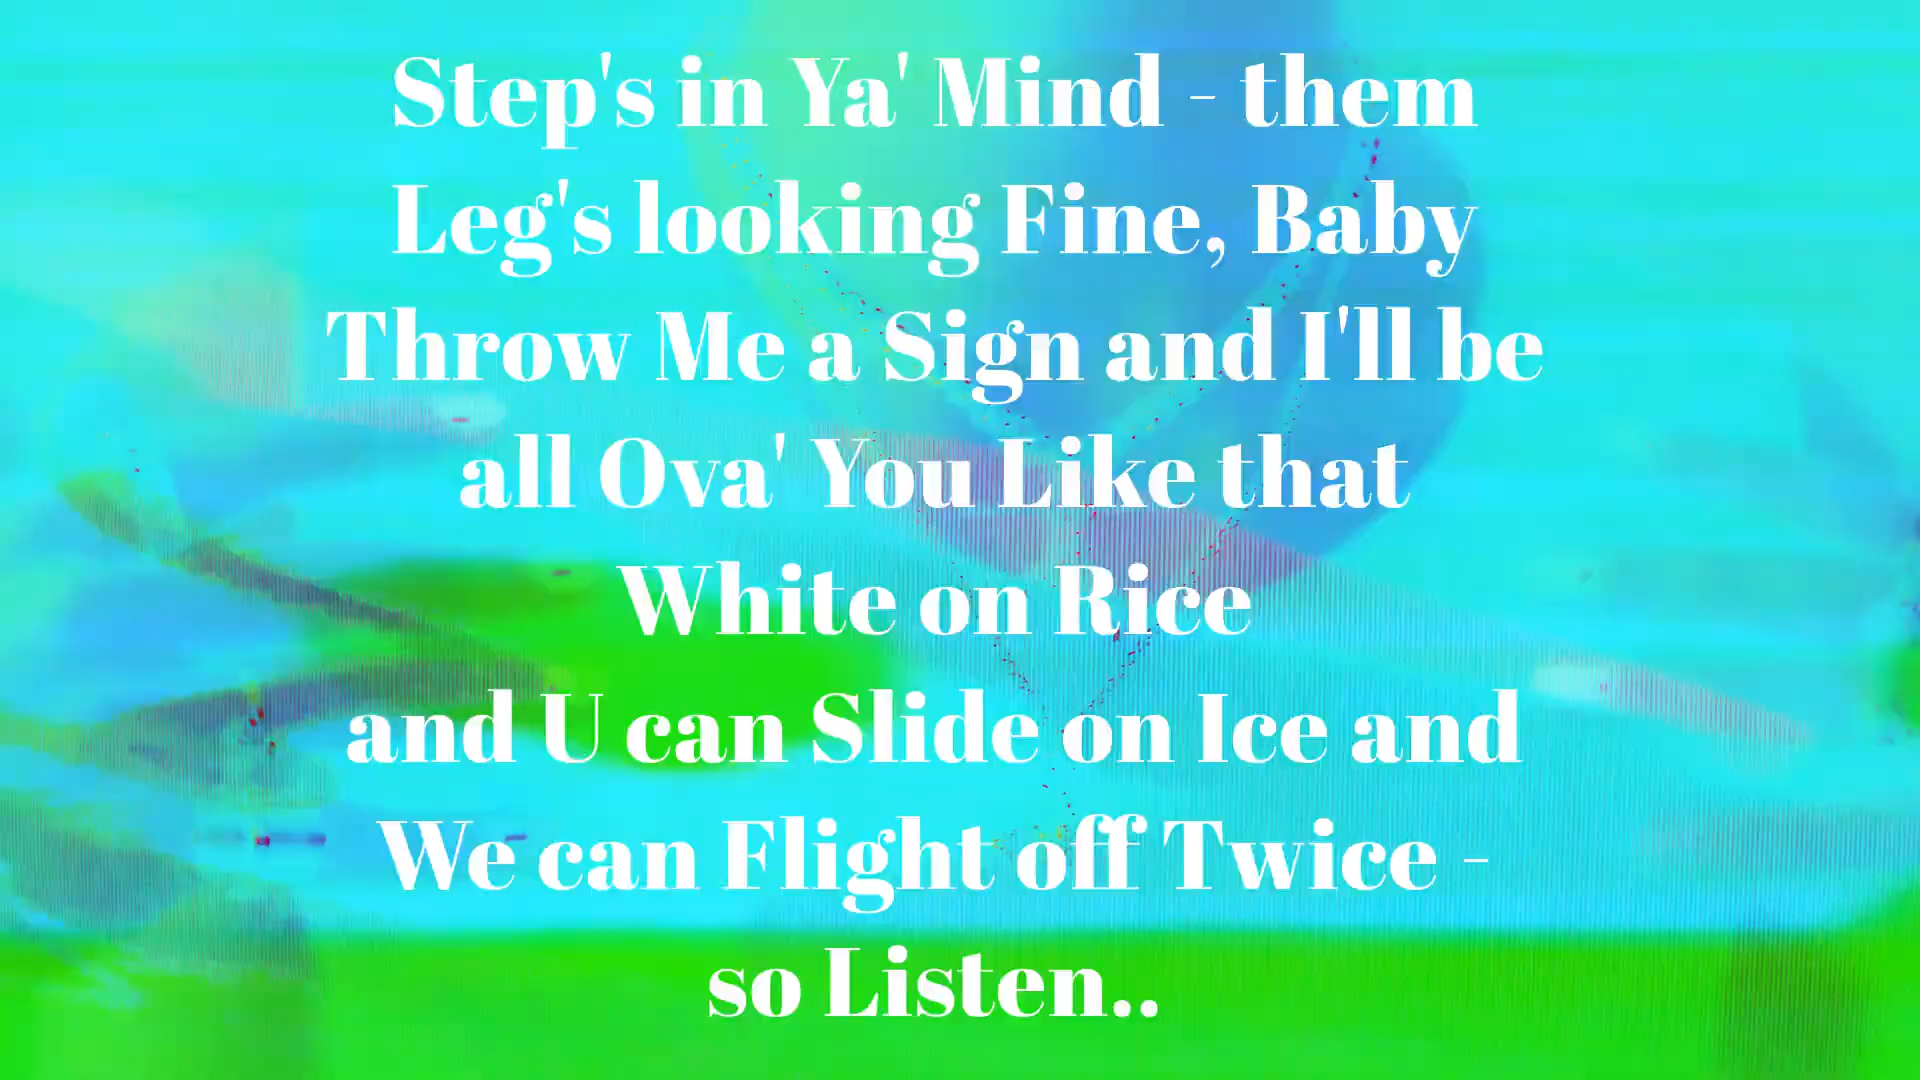 Step's in Ya' Mind - them
Leg's looking Fine, Baby
Throw Me a Sign and I'll be
all Ova' You Like that
White on Rice
and U can Slide on Ice and
We can Flight off Twice -
so Listen..